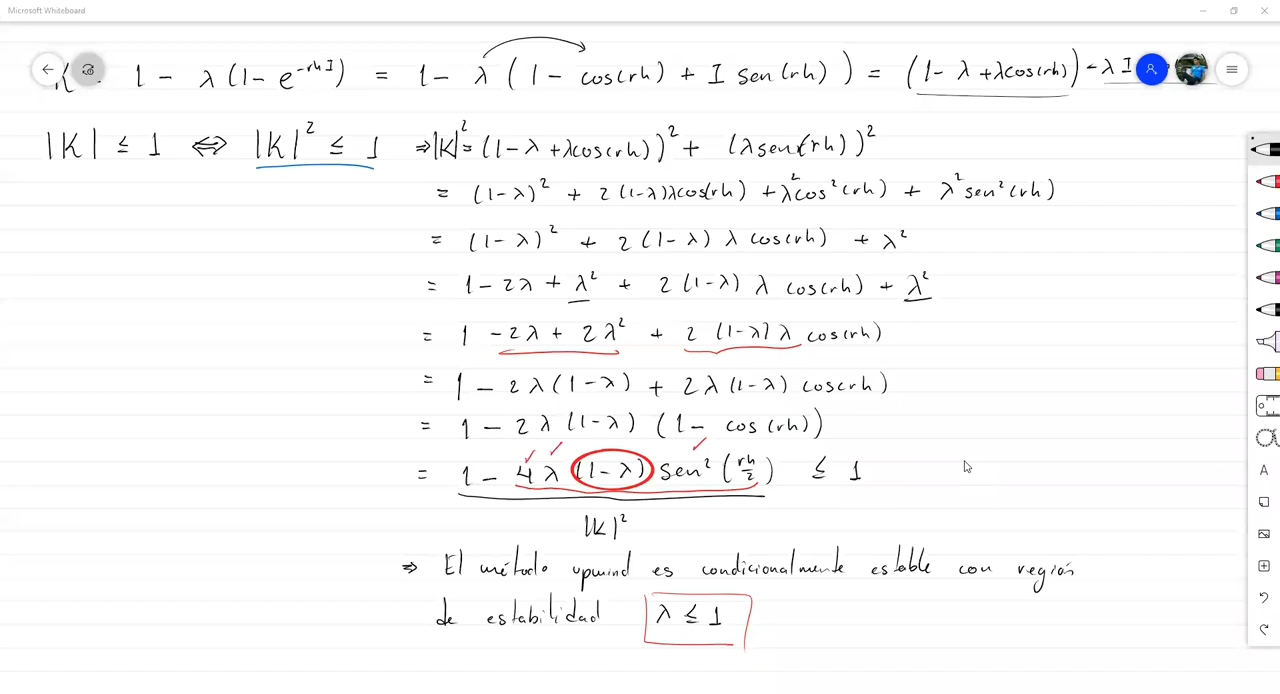 Microsoft Whiteboard
K 1 - λ (1 - e^{-rhI}) = 1 - λ (1 - cos(rh) + I sen(rh)) = (1 - λ + λcos(rh)) - λ I
|K| ≤ 1 ⇔ |K|² ≤ 1 ⇒ |K|² = (1 - λ + λcos(rh))² + (λsen(rh))²
= (1-λ)² + 2(1-λ)λcos(rh) + λ²cos²(rh) + λ²sen²(rh)
= (1-λ)² + 2(1-λ) λ cos(rh) + λ²
= 1 - 2λ + λ² + 2(1-λ) λ cos(rh) + λ²
= 1 - 2λ + 2λ² + 2 (1-λ) λ cos(rh)
= 1 - 2λ(1-λ) + 2λ(1-λ) cos(rh)
= 1 - 2λ(1-λ) (1 - cos(rh))
= 1 - 4λ(1-λ) sen²(rh/2) ≤ 1
|K|²
⇒ El método upwind es condicionalmente estable con región
de estabilidad λ ≤ 1
A